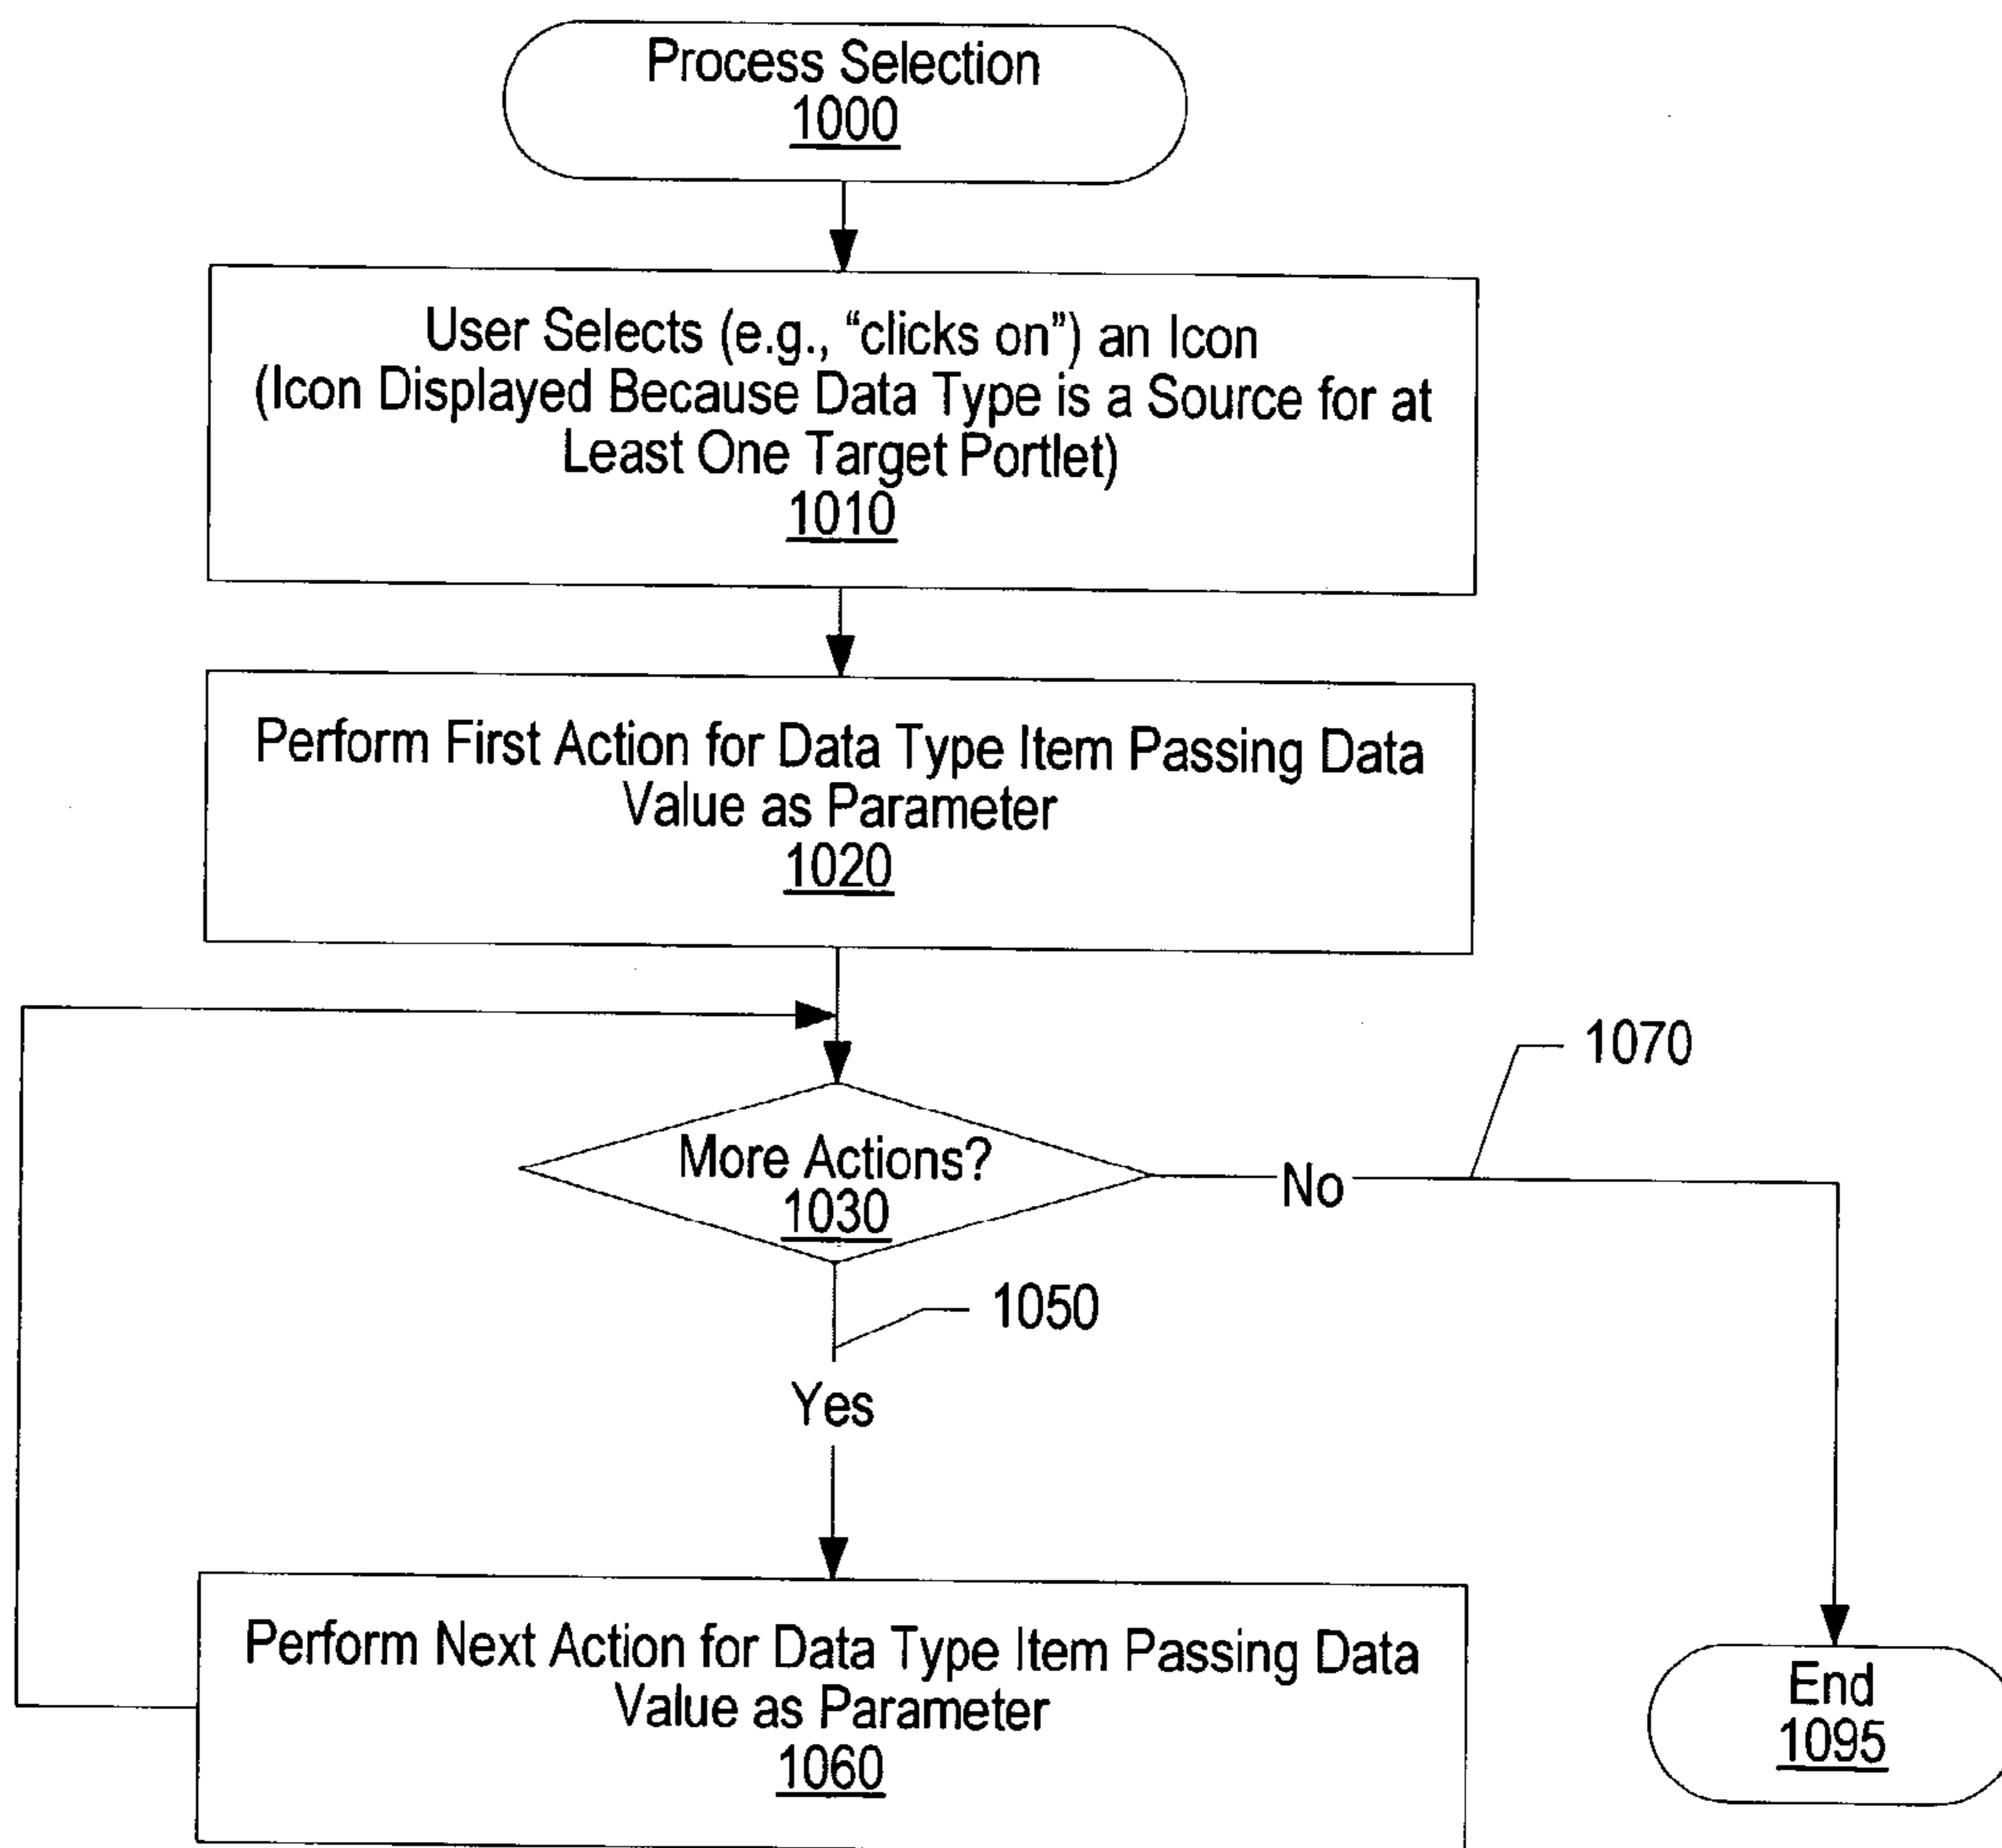 Process Selection
1000
User Selects (e.g., “clicks on”) an Icon
(Icon Displayed Because Data Type is a Source for at
Least One Target Portlet)
1010
Perform First Action for Data Type Item Passing Data
Value as Parameter
1020
1070
More Actions?
1030
No
1050
Yes
Perform Next Action for Data Type Item Passing Data
Value as Parameter
1060
End
1095